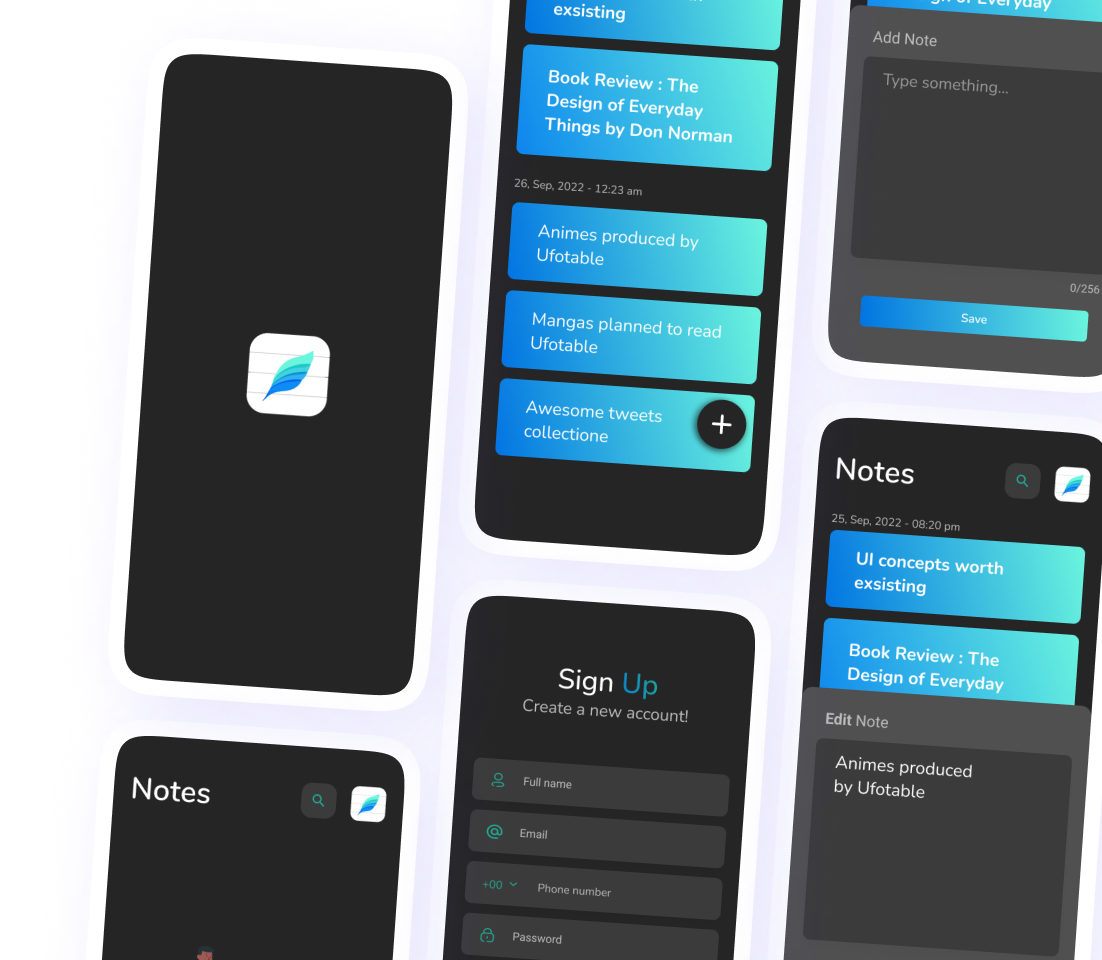 exsisting
Book Review : The
Design of Everyday
Things by Don Norman
26, Sep, 2022 - 12:23 am
Animes produced by
Ufotable
Mangas planned to read
Ufotable
Awesome tweets
collectione
Design of Everyday
Add Note
Type something...
0/256
Save
Notes
25, Sep, 2022 - 08:20 pm
UI concepts worth
exsisting
Book Review : The
Design of Everyday
Edit Note
Animes produced
by Ufotable
Sign Up
Create a new account!
Full name
Email
+00 Phone number
Password
Notes